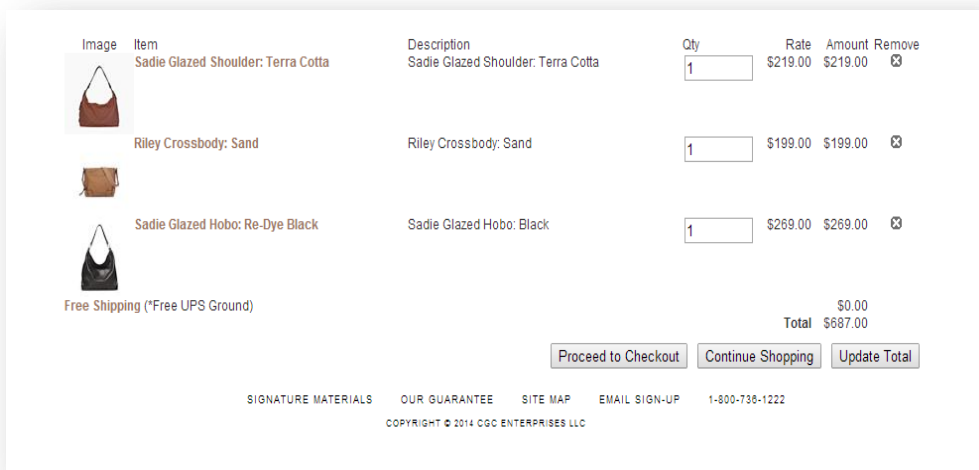 Image Item Description Qty Rate Amount Remove
Sadie Glazed Shoulder: Terra Cotta Sadie Glazed Shoulder: Terra Cotta 1 $219.00 $219.00
Riley Crossbody: Sand Riley Crossbody: Sand 1 $199.00 $199.00
Sadie Glazed Hobo: Re-Dye Black Sadie Glazed Hobo: Black 1 $269.00 $269.00
Free Shipping (*Free UPS Ground) $0.00
Total $687.00
Proceed to Checkout Continue Shopping Update Total
SIGNATURE MATERIALS OUR GUARANTEE SITE MAP EMAIL SIGN-UP 1-800-736-1222
COPYRIGHT © 2014 CGC ENTERPRISES LLC